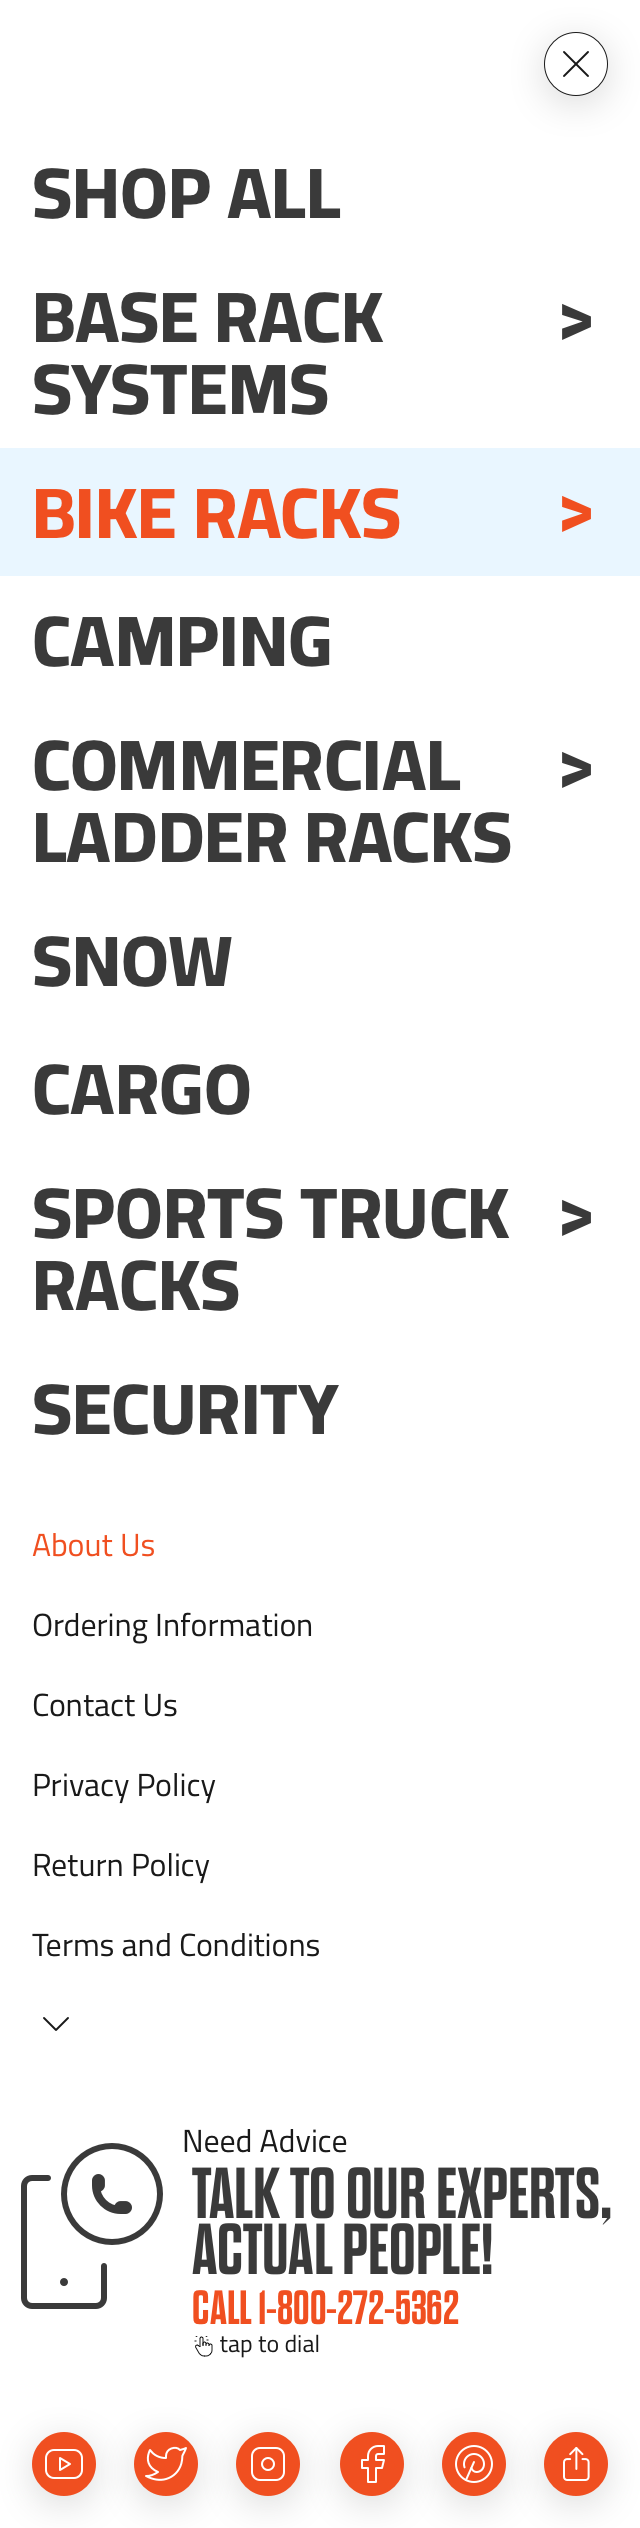 SHOP ALL
BASE RACK >
SYSTEMS
BIKE RACKS >
CAMPING
COMMERCIAL >
LADDER RACKS
SNOW
CARGO
SPORTS TRUCK >
RACKS
SECURITY
About Us
Ordering Information
Contact Us
Privacy Policy
Return Policy
Terms and Conditions
Need Advice
TALK TO OUR EXPERTS,
ACTUAL PEOPLE!
CALL 1-800-272-5362
tap to dial